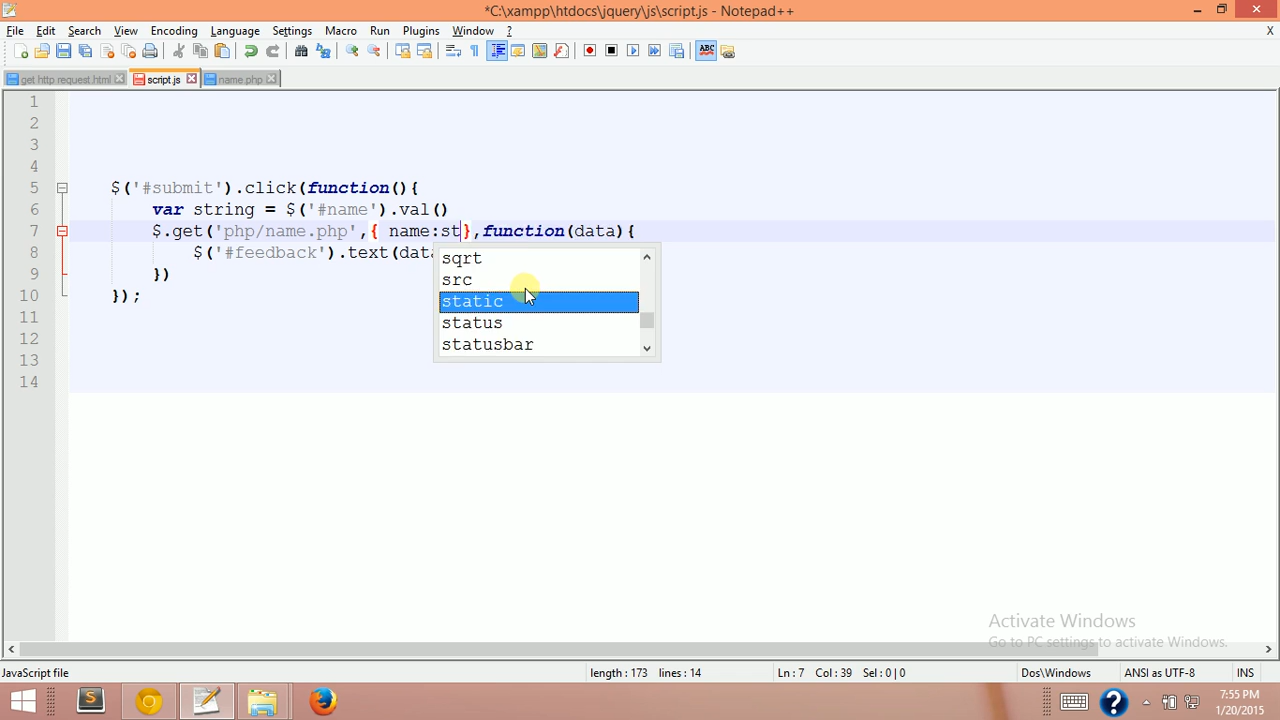 *C:\xampp\htdocs\jquery\js\script.js - Notepad++
File Edit Search View Encoding Language Settings Macro Run Plugins Window ? X
get http request.html script.js name.php
1
2
3
4
5 $('#submit').click(function(){
6 var string = $('#name').val()
7 $.get('php/name.php',{ name:st},function(data){
8 $('#feedback').text(data
9 })
10 });
11
12
13
14
sqrt
src
static
status
statusbar
Activate Windows
Go to PC settings to activate Windows.
JavaScript file length : 173 lines : 14 Ln : 7 Col : 39 Sel : 0 | 0 Dos\Windows ANSI as UTF-8 INS
7:55 PM
1/20/2015